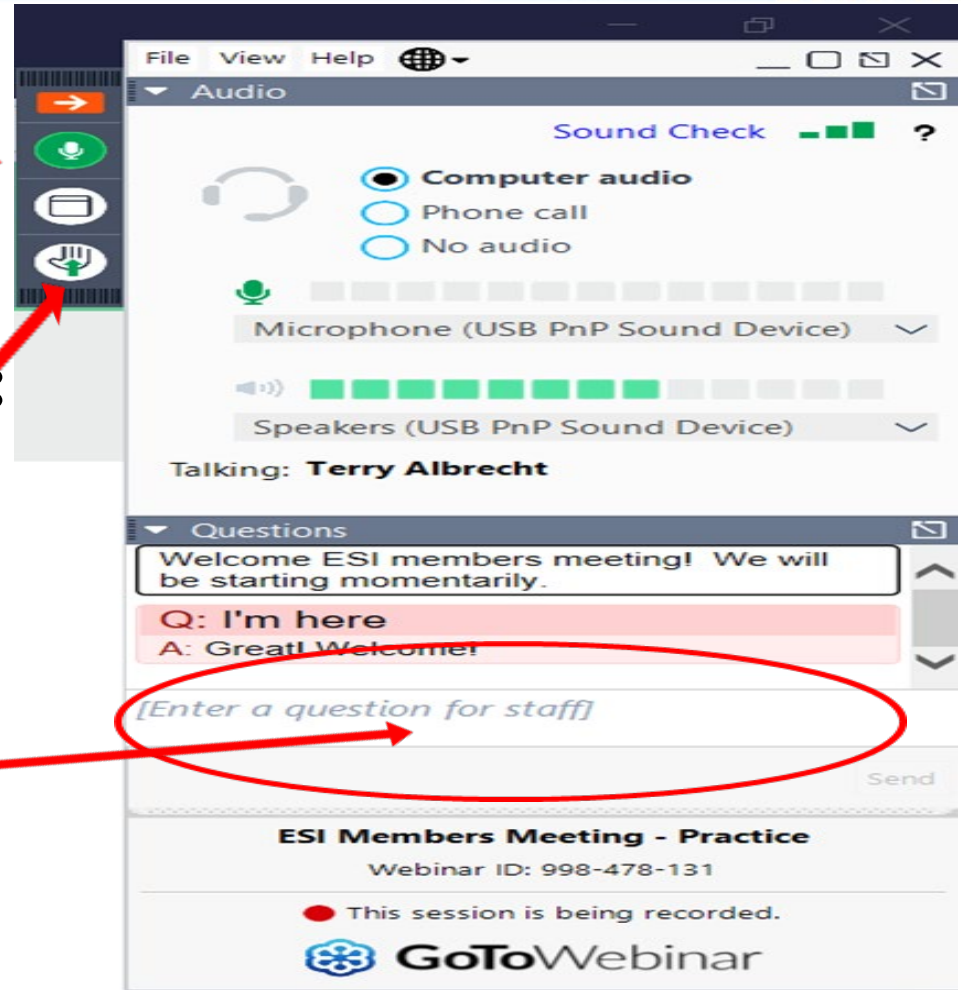 File View Help
Audio
Sound Check ?
Computer audio
Phone call
No audio
Microphone (USB PnP Sound Device)
Speakers (USB PnP Sound Device)
Talking: Terry Albrecht
Questions
Welcome ESI members meeting! We will
be starting momentarily.
Q: I'm here
A: Great! Welcome!
[Enter a question for staff]
Send
ESI Members Meeting - Practice
Webinar ID: 998-478-131
This session is being recorded.
GoToWebinar